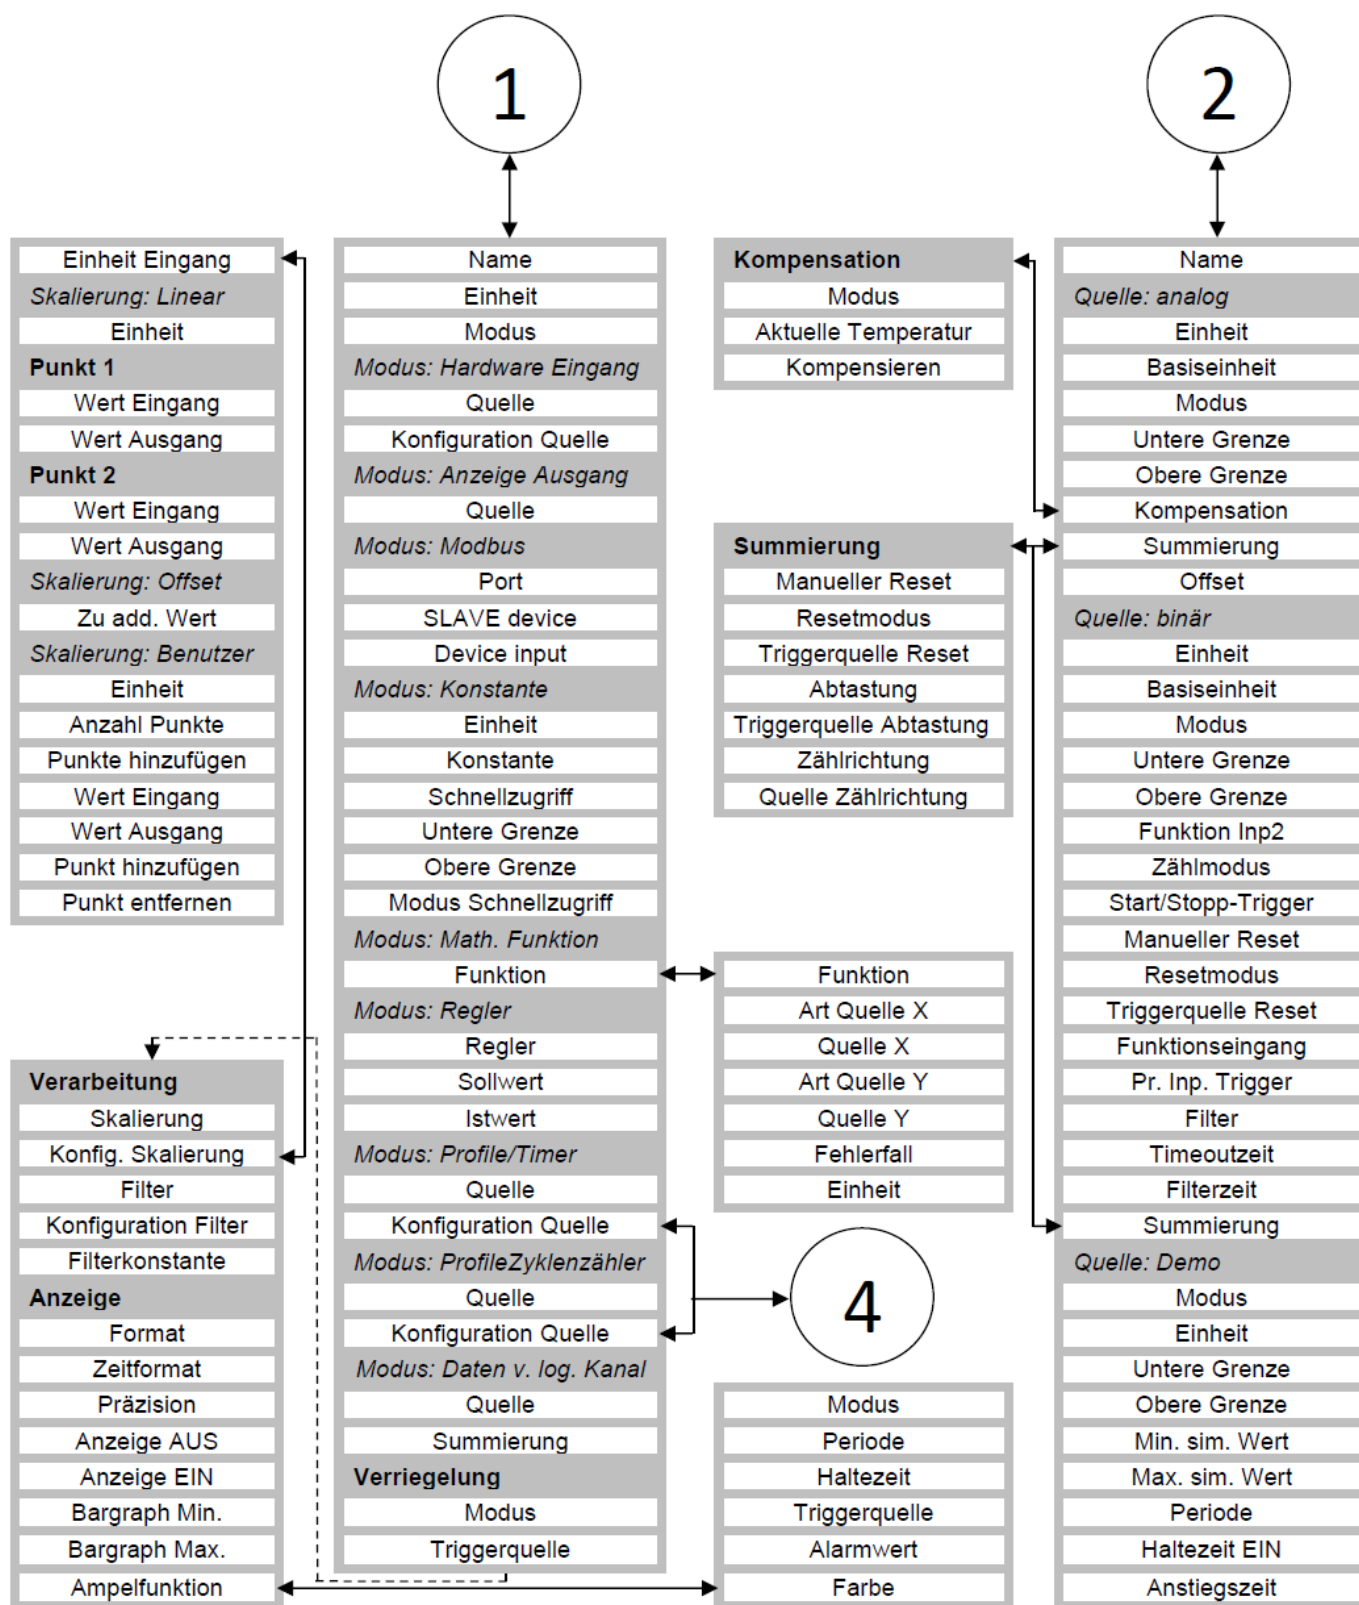 1
2
Einheit Eingang
Skalierung: Linear
Einheit
Punkt 1
Wert Eingang
Wert Ausgang
Punkt 2
Wert Eingang
Wert Ausgang
Skalierung: Offset
Zu add. Wert
Skalierung: Benutzer
Einheit
Anzahl Punkte
Punkte hinzufügen
Wert Eingang
Wert Ausgang
Punkt hinzufügen
Punkt entfernen
Verarbeitung
Skalierung
Konfig. Skalierung
Filter
Konfiguration Filter
Filterkonstante
Anzeige
Format
Zeitformat
Präzision
Anzeige AUS
Anzeige EIN
Bargraph Min.
Bargraph Max.
Ampelfunktion
Name
Einheit
Modus
Modus: Hardware Eingang
Quelle
Konfiguration Quelle
Modus: Anzeige Ausgang
Quelle
Modus: Modbus
Port
SLAVE device
Device input
Modus: Konstante
Einheit
Konstante
Schnellzugriff
Untere Grenze
Obere Grenze
Modus Schnellzugriff
Modus: Math. Funktion
Funktion
Modus: Regler
Regler
Sollwert
Istwert
Modus: Profile/Timer
Quelle
Konfiguration Quelle
Modus: ProfileZyklenzähler
Quelle
Konfiguration Quelle
Modus: Daten v. log. Kanal
Quelle
Summierung
Verriegelung
Modus
Triggerquelle
Kompensation
Modus
Aktuelle Temperatur
Kompensieren
Summierung
Manueller Reset
Resetmodus
Triggerquelle Reset
Abtastung
Triggerquelle Abtastung
Zählrichtung
Quelle Zählrichtung
Funktion
Art Quelle X
Quelle X
Art Quelle Y
Quelle Y
Fehlerfall
Einheit
4
Modus
Periode
Haltezeit
Triggerquelle
Alarmwert
Farbe
Name
Quelle: analog
Einheit
Basiseinheit
Modus
Untere Grenze
Obere Grenze
Kompensation
Summierung
Offset
Quelle: binär
Einheit
Basiseinheit
Modus
Untere Grenze
Obere Grenze
Funktion Inp2
Zählmodus
Start/Stopp-Trigger
Manueller Reset
Resetmodus
Triggerquelle Reset
Funktionseingang
Pr. Inp. Trigger
Filter
Timeoutzeit
Filterzeit
Summierung
Quelle: Demo
Modus
Einheit
Untere Grenze
Obere Grenze
Min. sim. Wert
Max. sim. Wert
Periode
Haltezeit EIN
Anstiegszeit